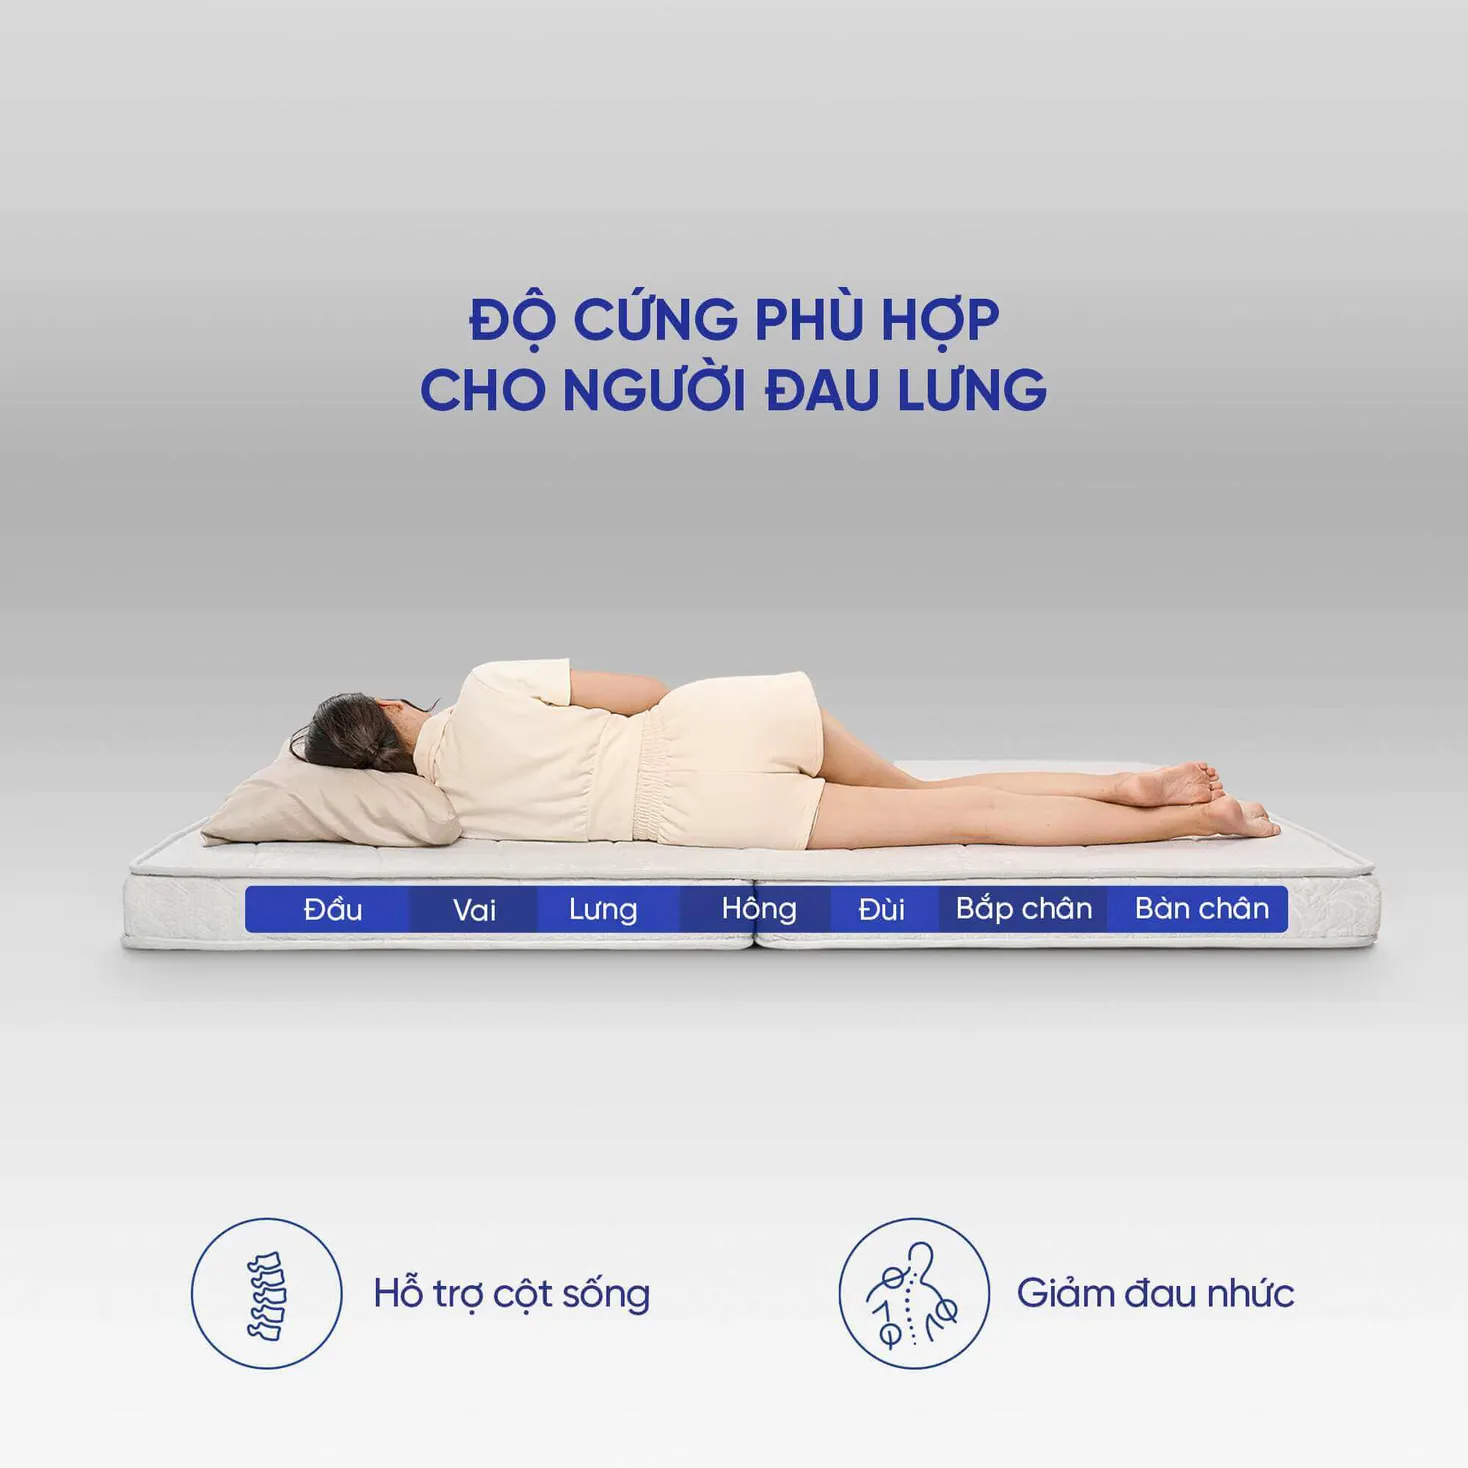 ĐỘ CỨNG PHÙ HỢP
CHO NGƯỜI ĐAU LƯNG
Đầu Vai Lưng Hông Đùi Bắp chân Bàn chân
Hỗ trợ cột sống
Giảm đau nhức